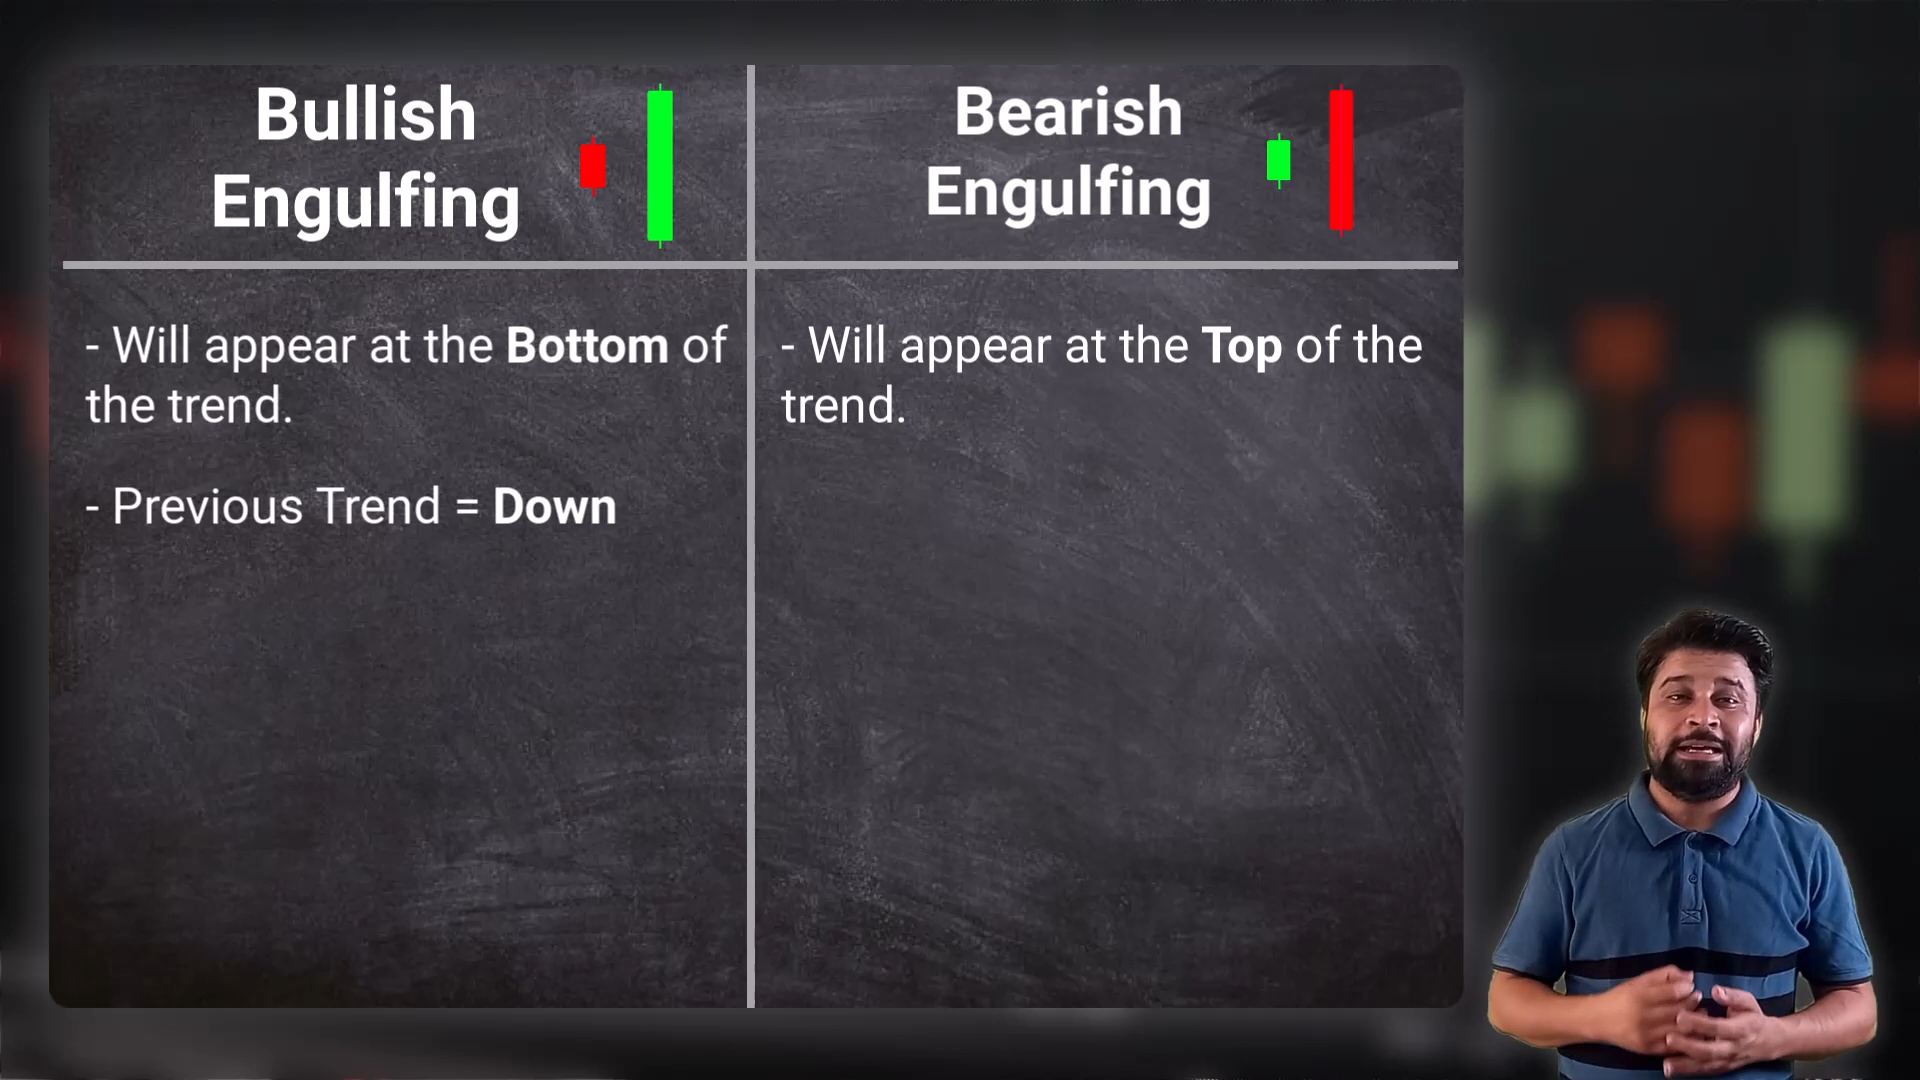 Bullish
Engulfing
Bearish
Engulfing
- Will appear at the Bottom of
the trend.
- Previous Trend = Down
- Will appear at the Top of the
trend.